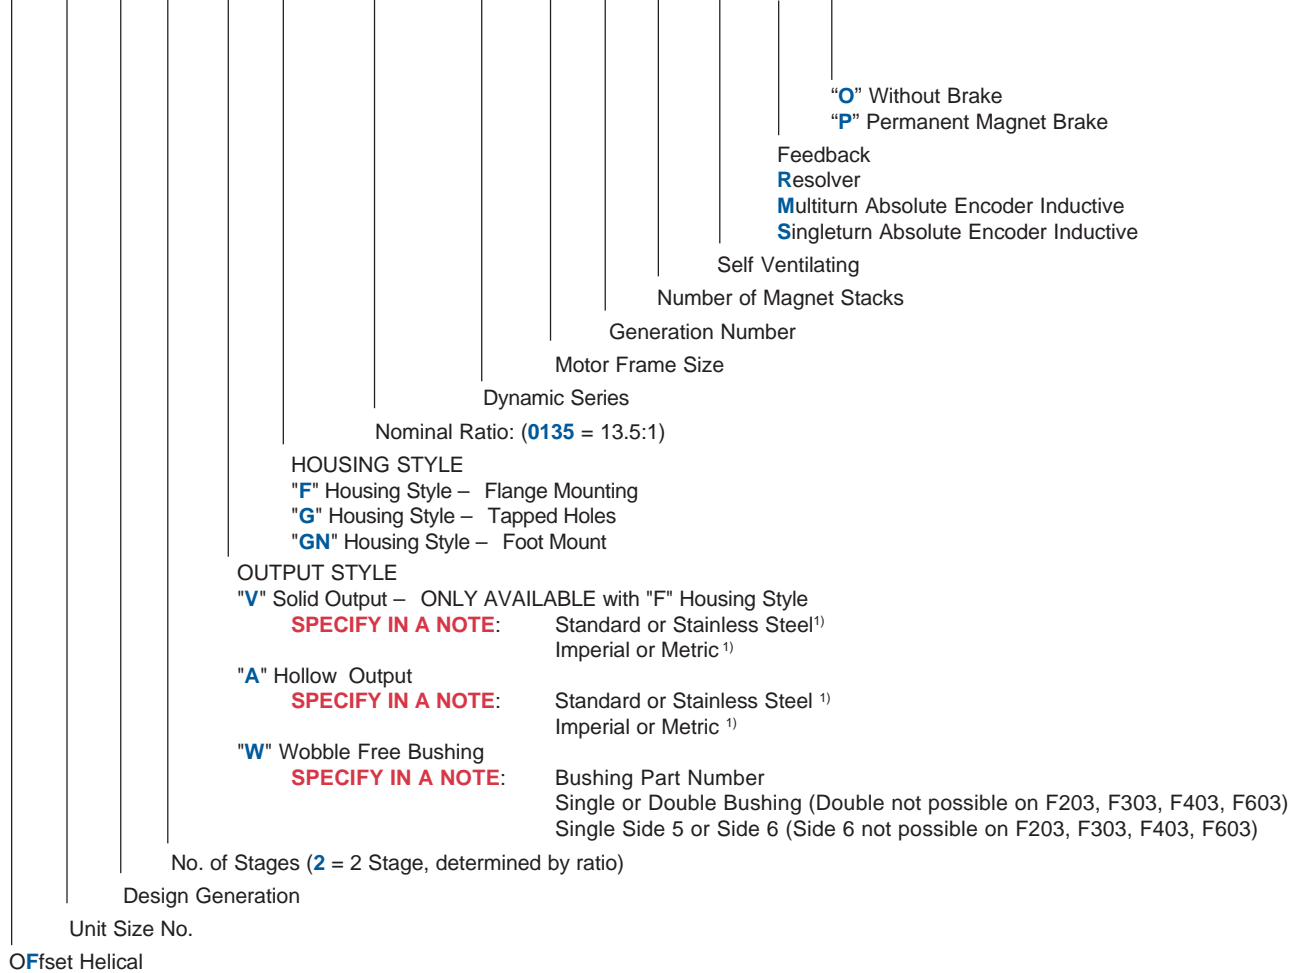 “O” Without Brake
“P” Permanent Magnet Brake
Feedback
Resolver
Multiturn Absolute Encoder Inductive
Singleturn Absolute Encoder Inductive
Self Ventilating
Number of Magnet Stacks
Generation Number
Motor Frame Size
Dynamic Series
Nominal Ratio: (0135 = 13.5:1)
HOUSING STYLE
"F" Housing Style – Flange Mounting
"G" Housing Style – Tapped Holes
"GN" Housing Style – Foot Mount
OUTPUT STYLE
"V" Solid Output – ONLY AVAILABLE with "F" Housing Style
SPECIFY IN A NOTE: Standard or Stainless Steel1)
Imperial or Metric 1)
"A" Hollow Output
SPECIFY IN A NOTE: Standard or Stainless Steel 1)
Imperial or Metric 1)
"W" Wobble Free Bushing
SPECIFY IN A NOTE: Bushing Part Number
Single or Double Bushing (Double not possible on F203, F303, F403, F603)
Single Side 5 or Side 6 (Side 6 not possible on F203, F303, F403, F603)
No. of Stages (2 = 2 Stage, determined by ratio)
Design Generation
Unit Size No.
OFfset Helical